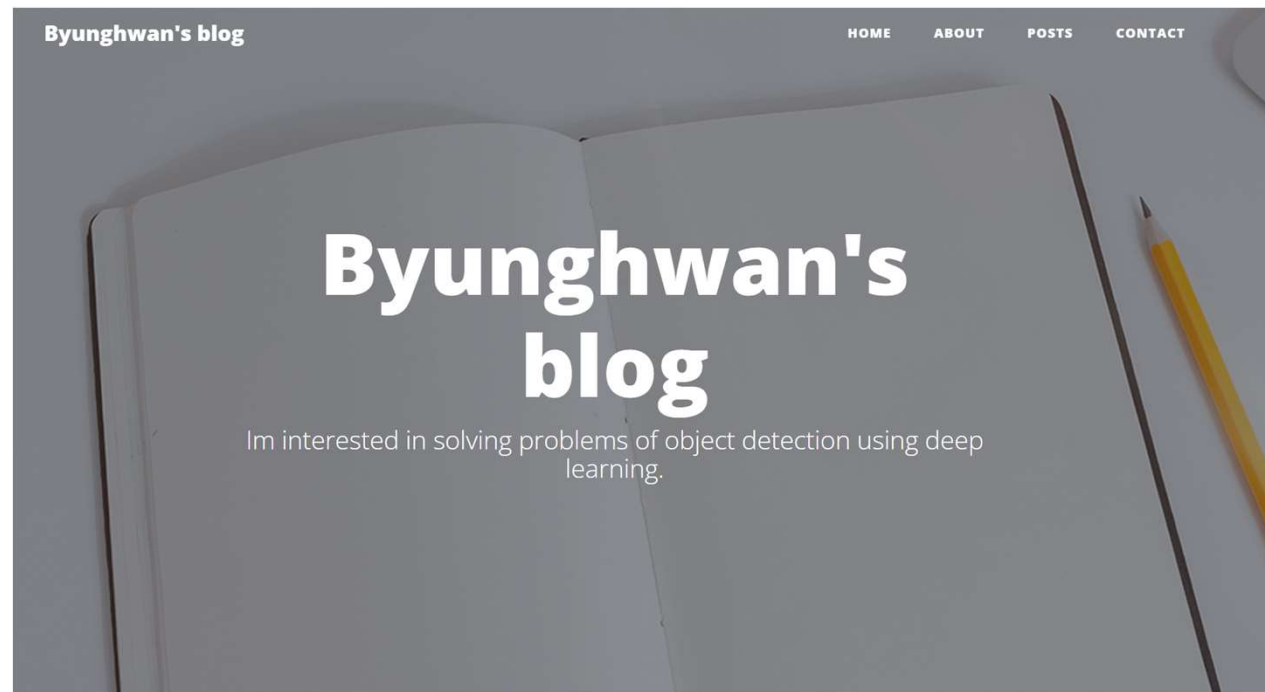 Byunghwan's blog
HOME ABOUT POSTS CONTACT
Byunghwan's
blog
Im interested in solving problems of object detection using deep
learning.